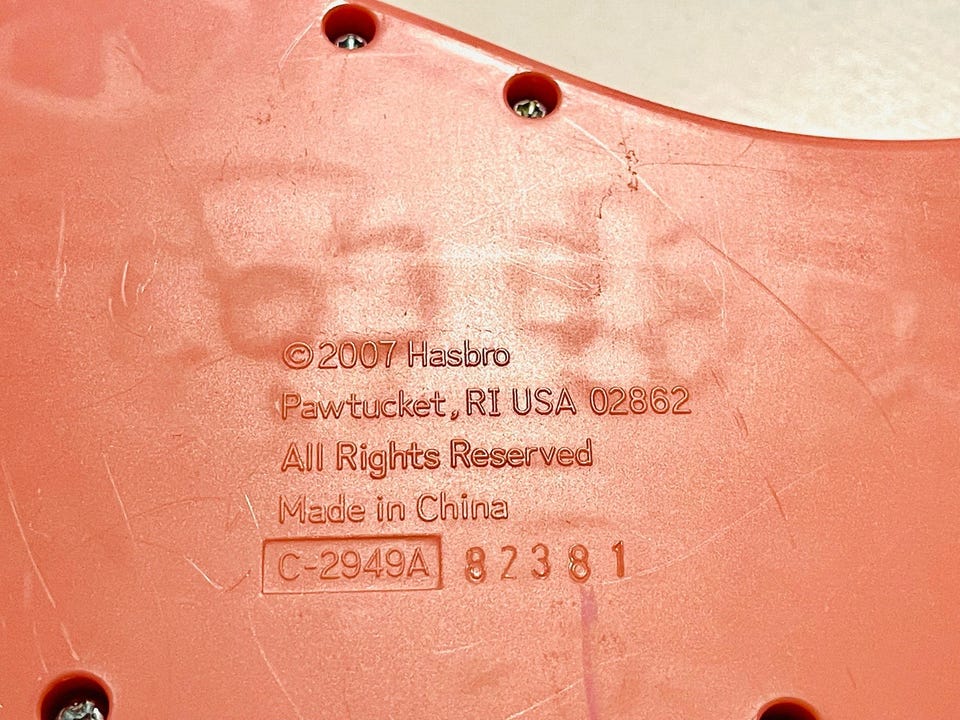 ©2007 Hasbro
Pawtucket, RI USA 02862
All Rights Reserved
Made in China
C-2949A 82381